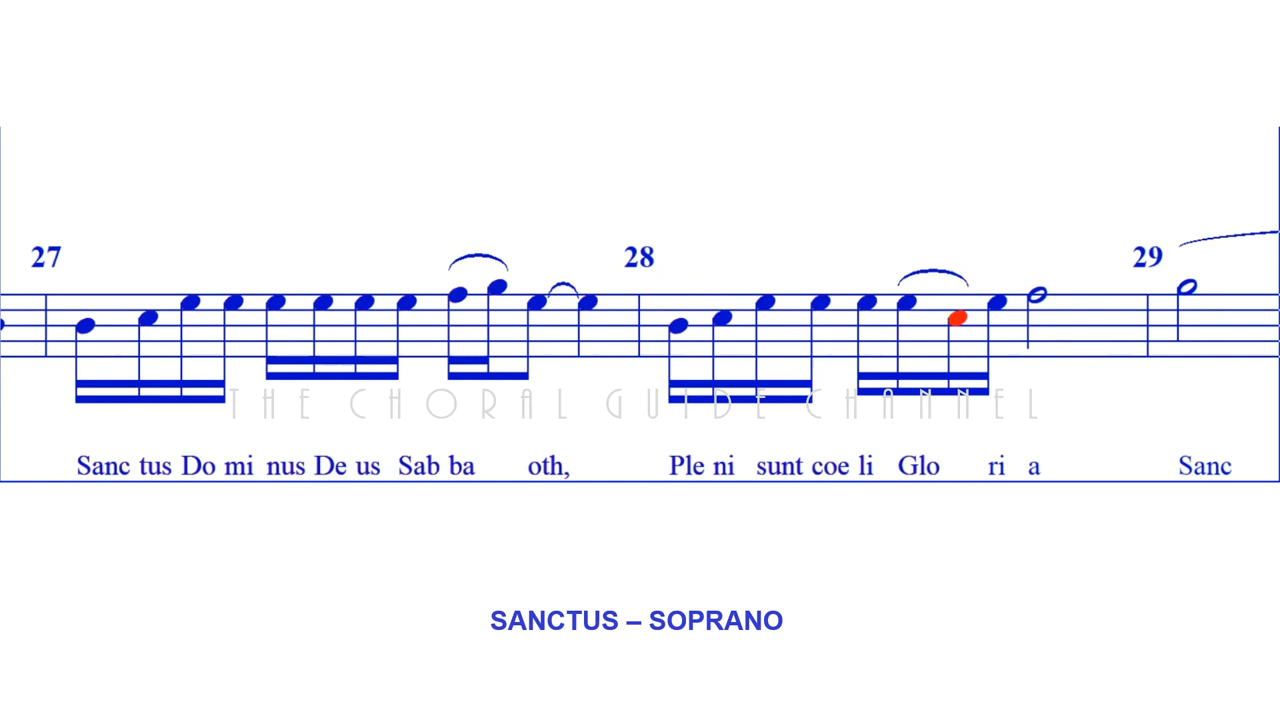 27 28 29
THE CHORAL GUIDE CHANNEL
Sanc tus Do mi nus De us Sab ba oth, Ple ni sunt coe li Glo ri a Sanc
SANCTUS – SOPRANO